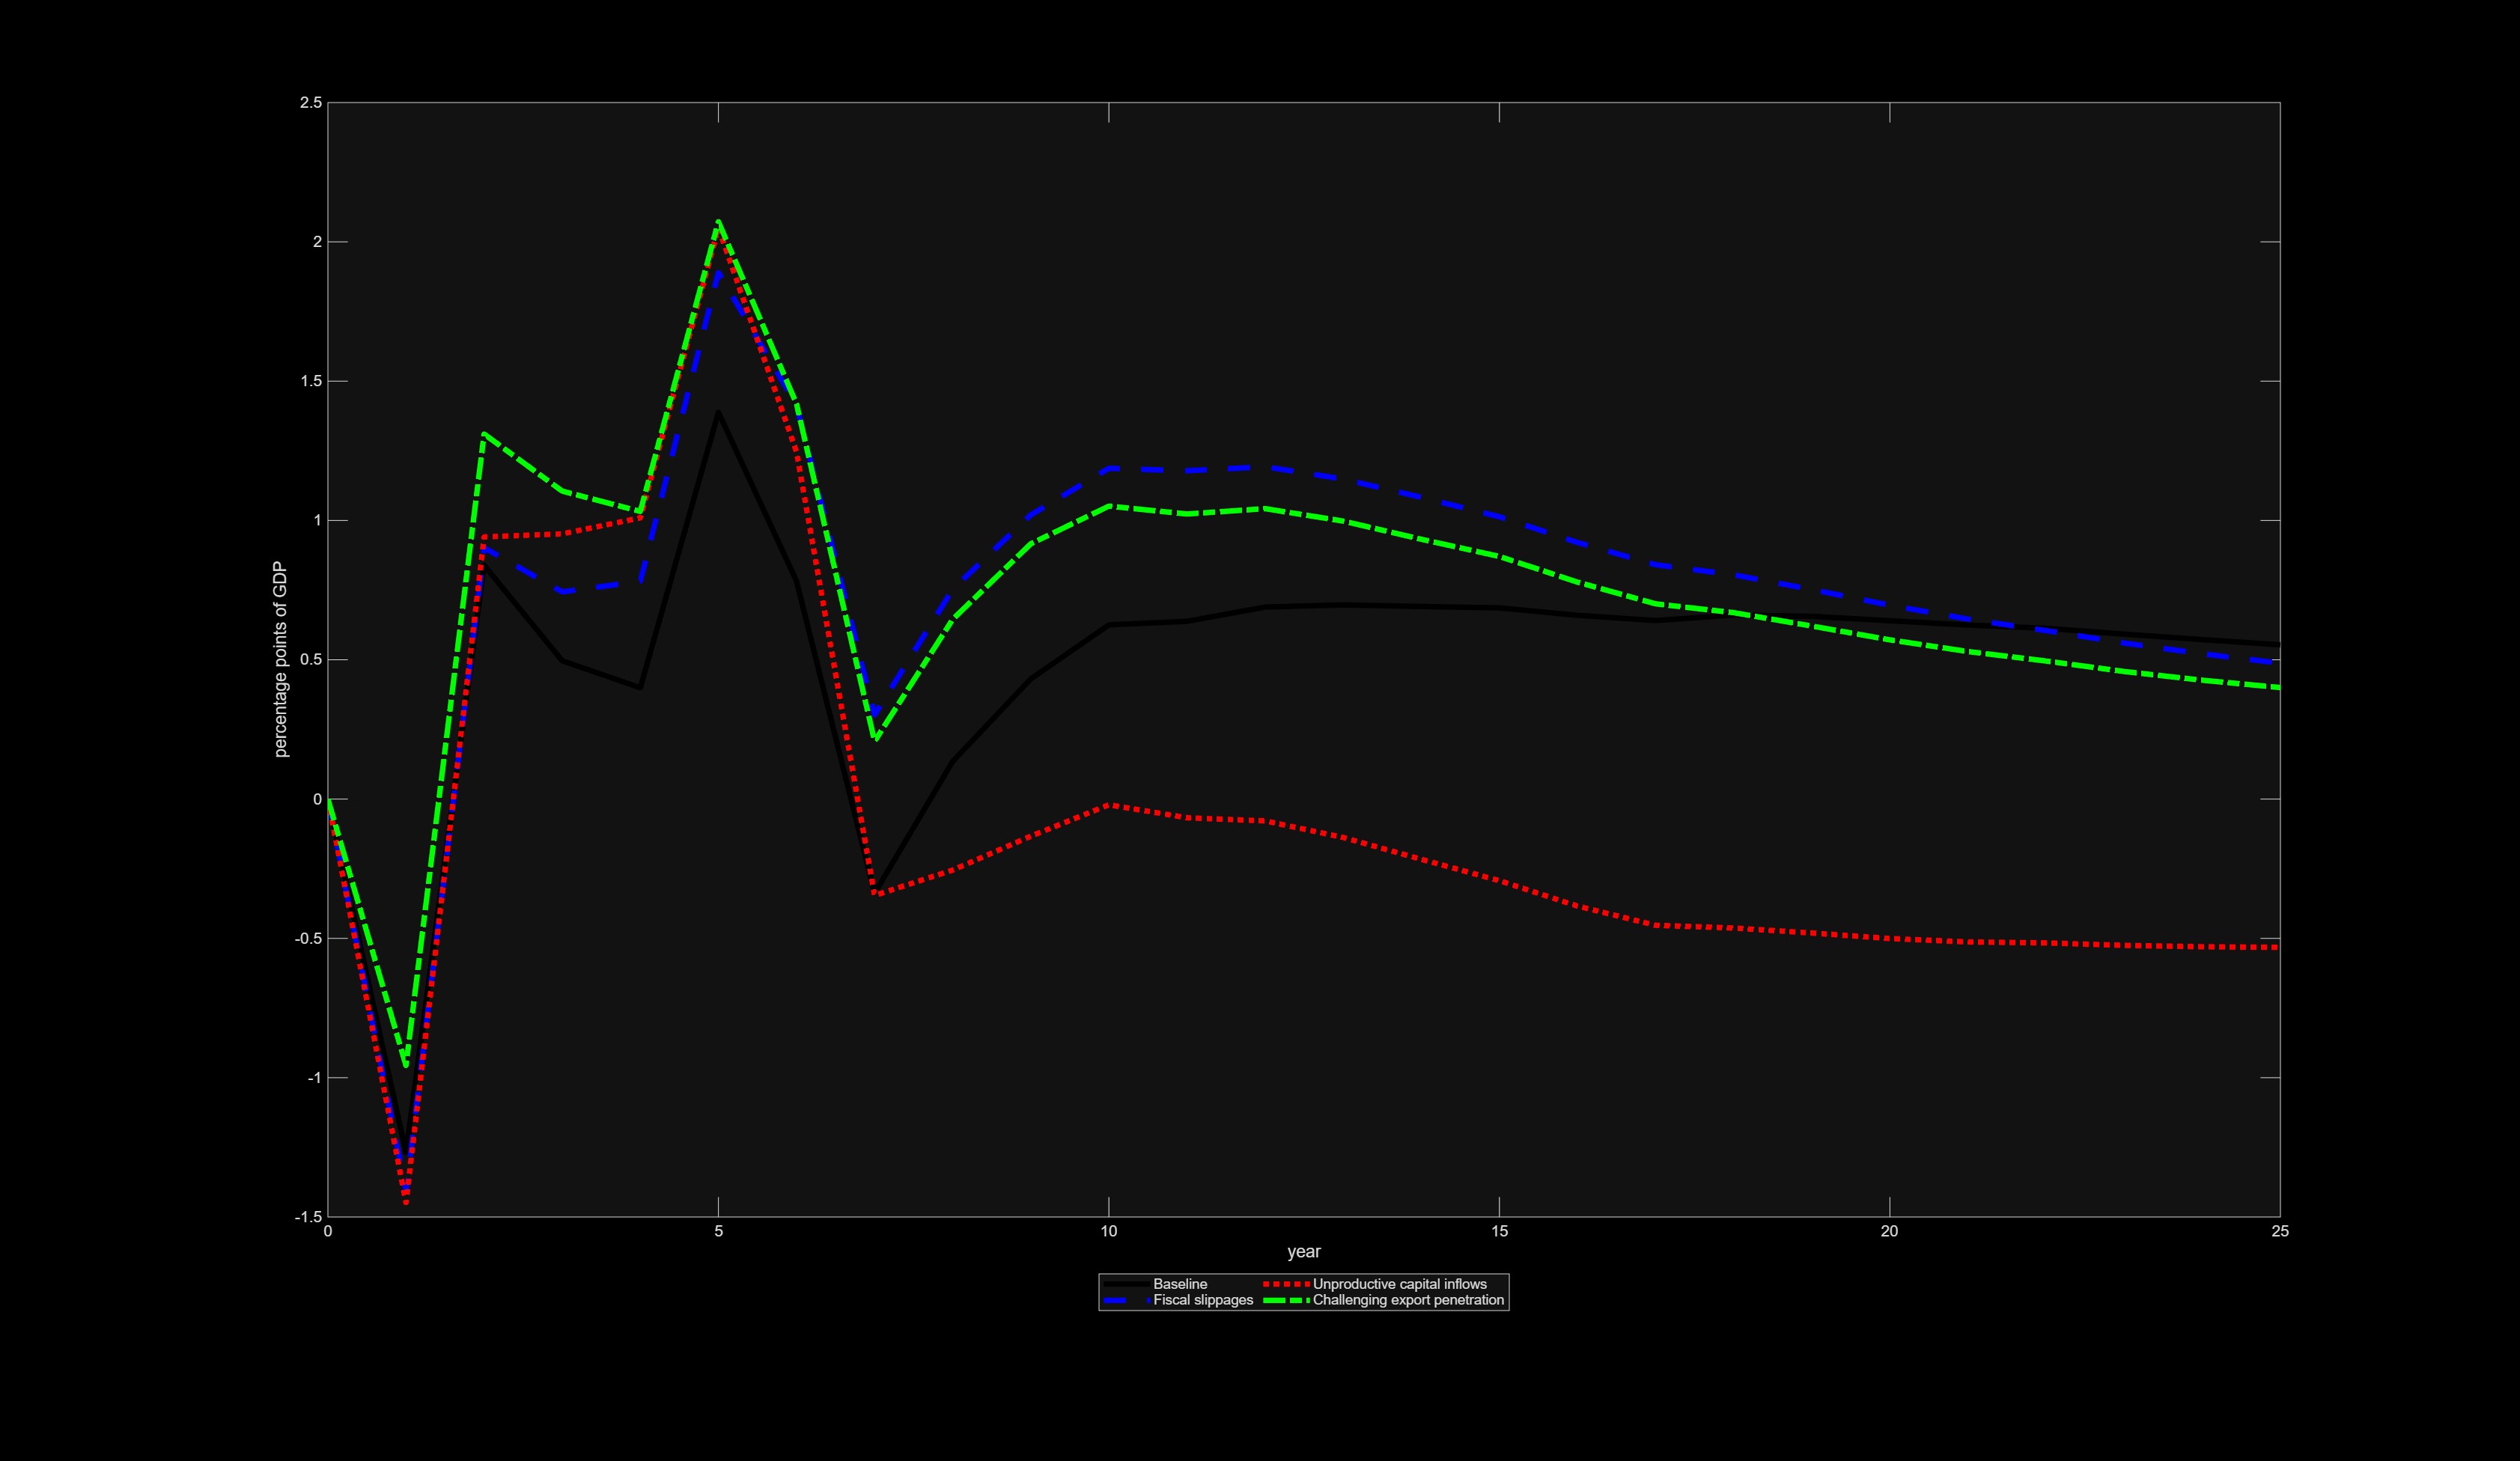 2.5
2
1.5
1
0.5
0
-0.5
-1
-1.5
percentage points of GDP
0 5 10 15 20 25
year
Baseline Unproductive capital inflows
Fiscal slippages Challenging export penetration